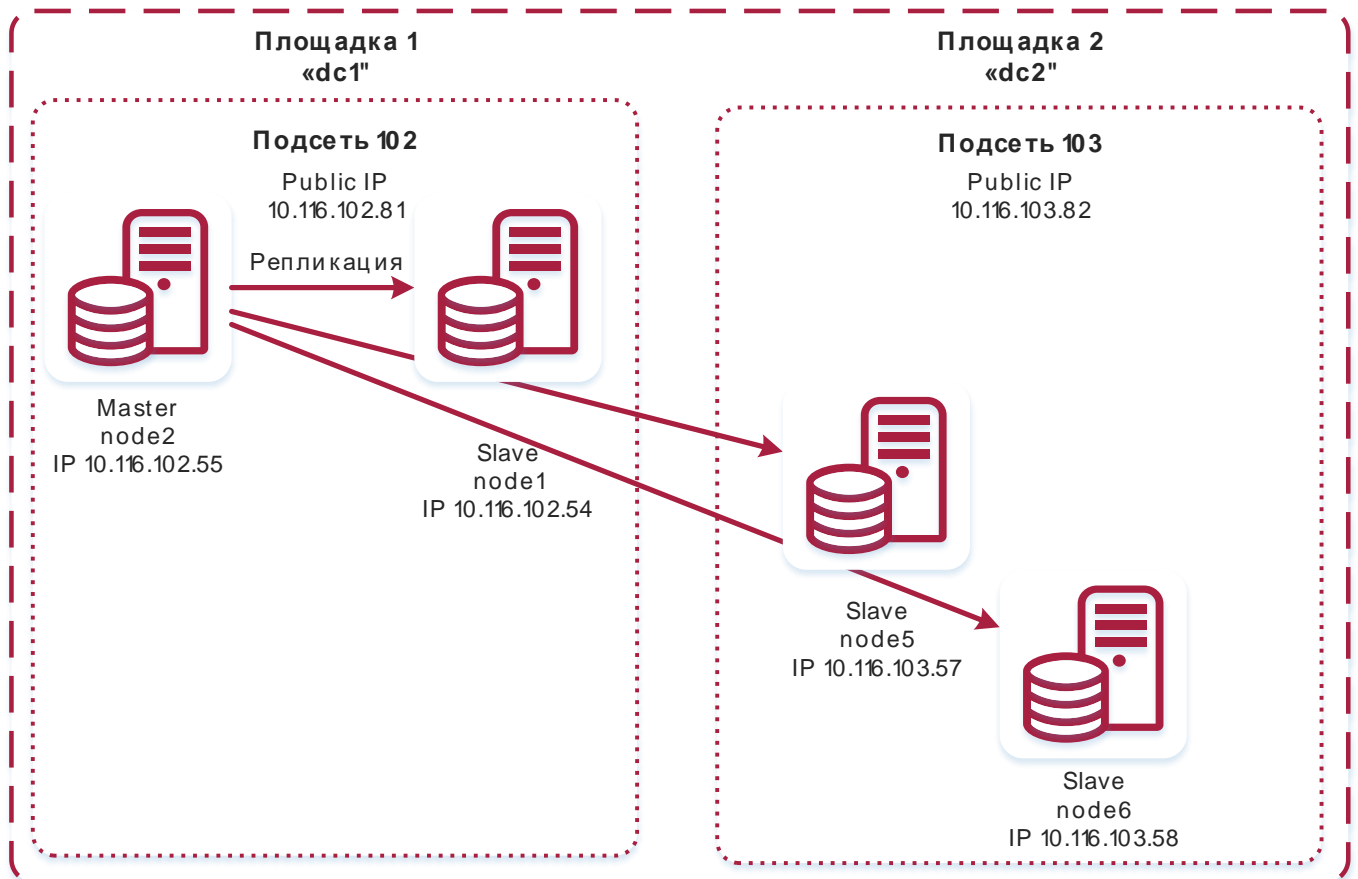 Площадка 1
«dc1"
Площадка 2
«dc2"
Подсеть 102
Public IP
10.116.102.81
Подсеть 103
Public IP
10.116.103.82
Репликация
Master
node2
IP 10.116.102.55
Slave
node1
IP 10.116.102.54
Slave
node5
IP 10.116.103.57
Slave
node6
IP 10.116.103.58